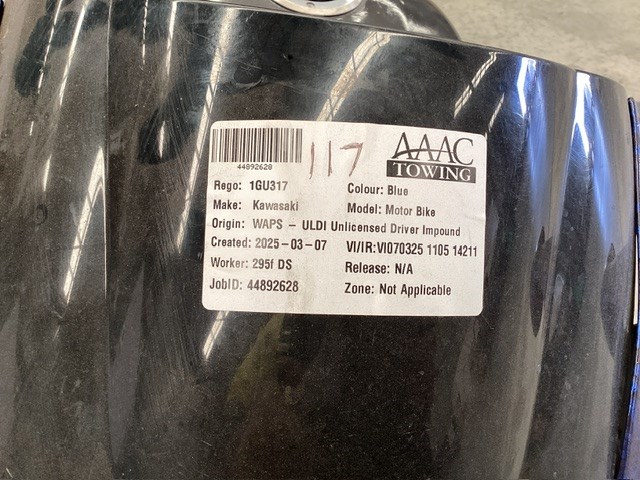 44892628
117
AAAC
TOWING
Rego: 1GU317
Colour: Blue
Make: Kawasaki
Model: Motor Bike
Origin: WAPS - ULDI Unlicensed Driver Impound
Created: 2025-03-07
VI/IR:VI070325 1105 14211
Worker: 295f DS
Release: N/A
JobID: 44892628
Zone: Not Applicable